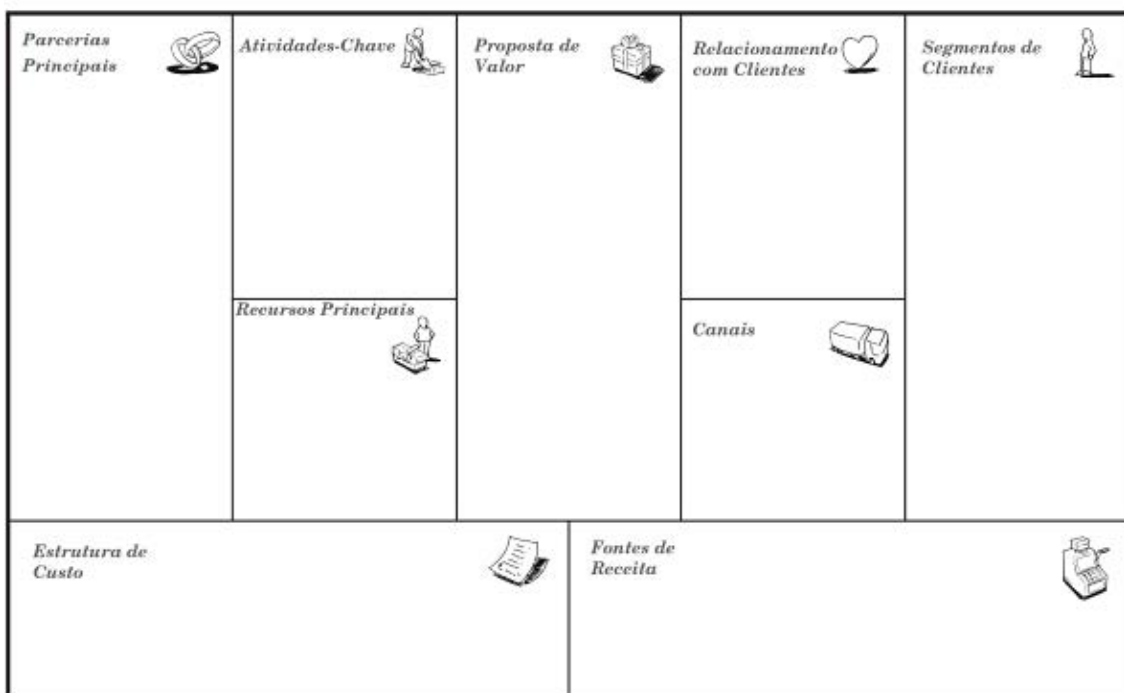 Parcerias
Principais
Atividades-Chave
Proposta de
Valor
Relacionamento
com Clientes
Segmentos de
Clientes
Recursos Principais
Canais
Estrutura de
Custo
Fontes de
Receita